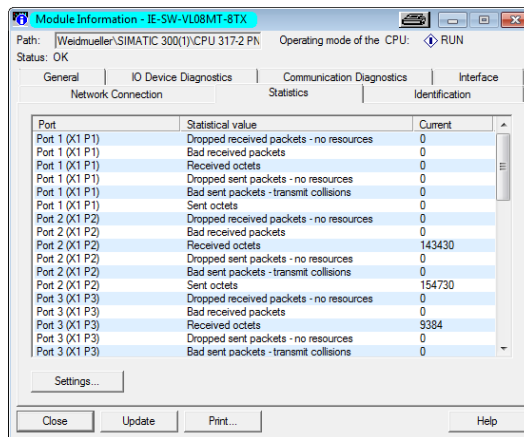 Module Information - IE-SW-VL08MT-8TX
Path: Weidmueller\SIMATIC 300(1)\CPU 317-2 PN Operating mode of the CPU: RUN
Status: OK
General IO Device Diagnostics Communication Diagnostics Interface
Network Connection Statistics Identification
Port Statistical value Current
Port 1 (X1 P1) Dropped received packets - no resources 0
Port 1 (X1 P1) Bad received packets 0
Port 1 (X1 P1) Received octets 0
Port 1 (X1 P1) Dropped sent packets - no resources 0
Port 1 (X1 P1) Bad sent packets - transmit collisions 0
Port 1 (X1 P1) Sent octets 0
Port 2 (X1 P2) Dropped received packets - no resources 0
Port 2 (X1 P2) Bad received packets 0
Port 2 (X1 P2) Received octets 143430
Port 2 (X1 P2) Dropped sent packets - no resources 0
Port 2 (X1 P2) Bad sent packets - transmit collisions 0
Port 2 (X1 P2) Sent octets 154730
Port 3 (X1 P3) Dropped received packets - no resources 0
Port 3 (X1 P3) Bad received packets 0
Port 3 (X1 P3) Received octets 9384
Port 3 (X1 P3) Dropped sent packets - no resources 0
Port 3 (X1 P3) Bad sent packets - transmit collisions 0
Settings...
Close Update Print... Help